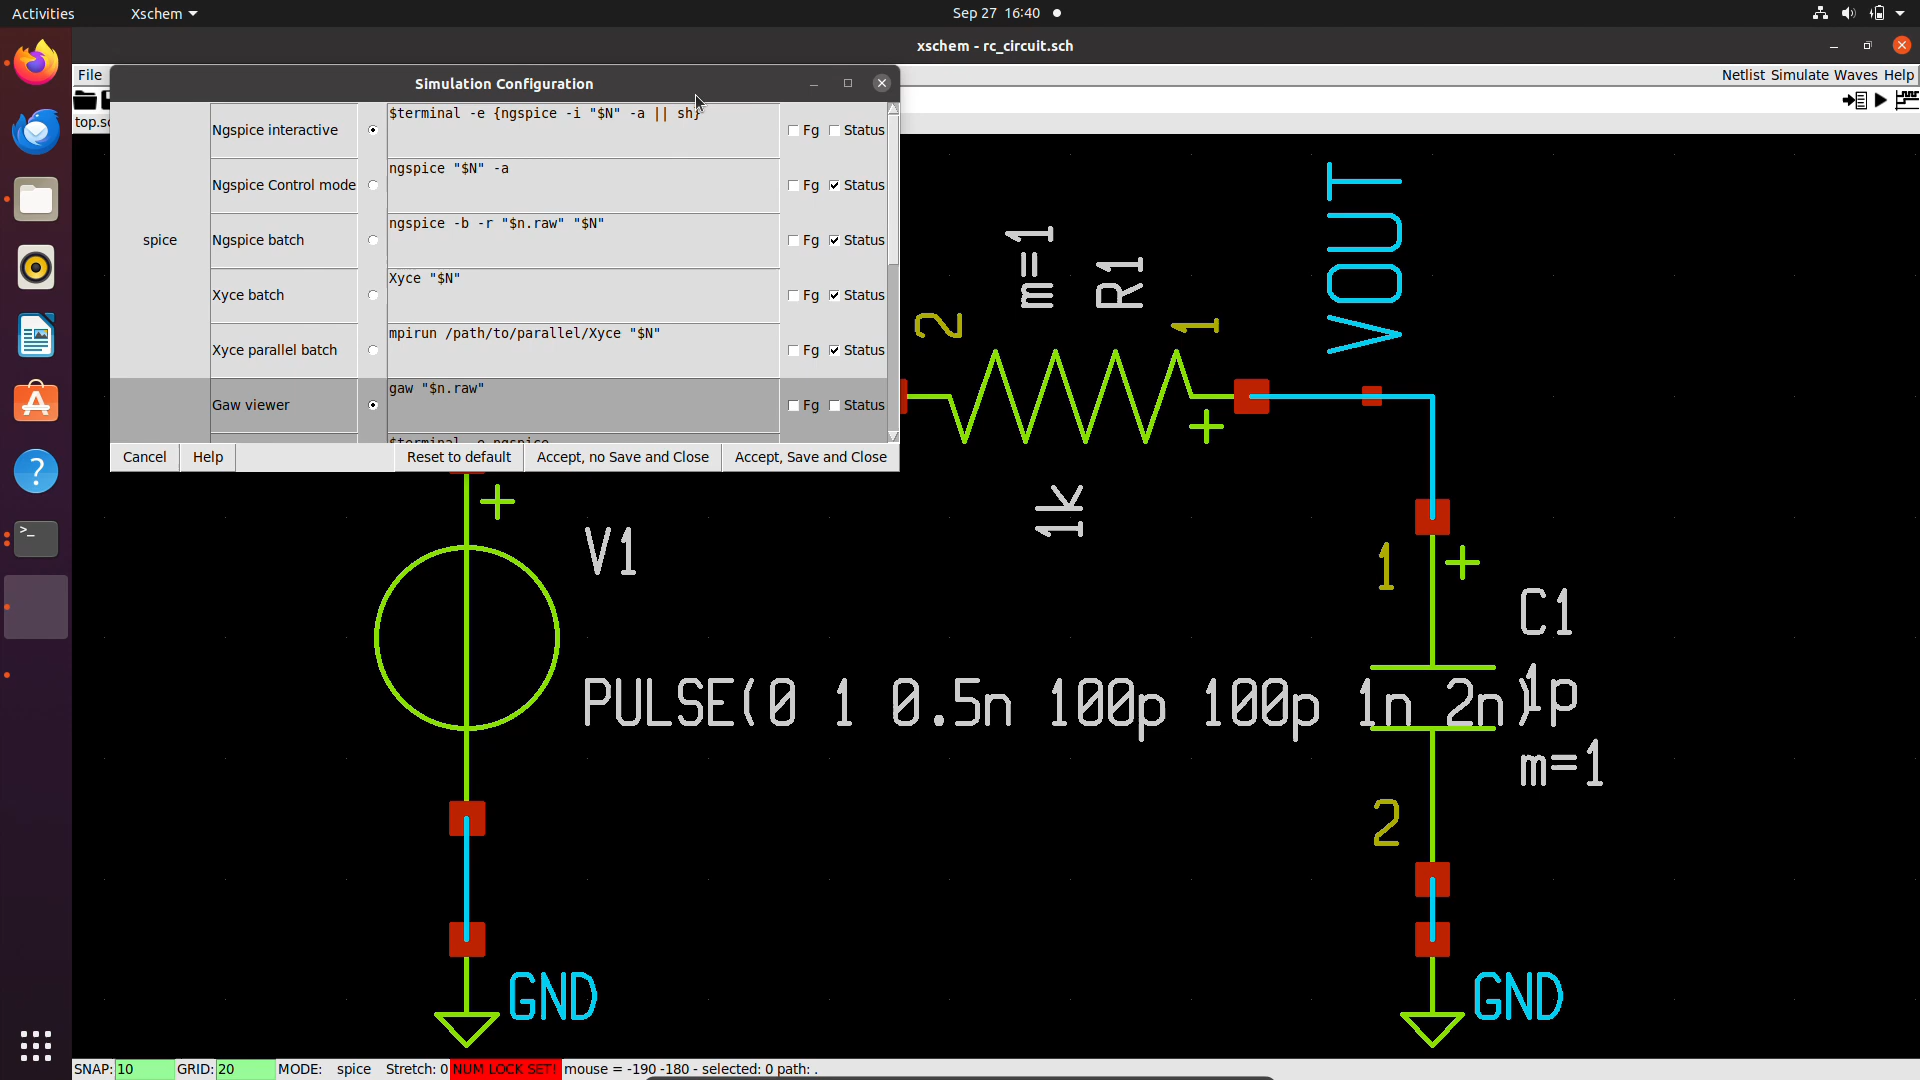 Activities
Xschem
Sep 27 16:40
xschem - rc_circuit.sch
File
Netlist Simulate Waves Help
Simulation Configuration
spice
Ngspice interactive
$terminal -e {ngspice -i "$N" -a || sh}
Fg Status
Ngspice Control mode
ngspice "$N" -a
Fg Status
Ngspice batch
ngspice -b -r "$n.raw" "$N"
Fg Status
Xyce batch
Xyce "$N"
Fg Status
Xyce parallel batch
mpirun /path/to/parallel/Xyce "$N"
Fg Status
Gaw viewer
gaw "$n.raw"
Fg Status
$terminal -e ngspice
Cancel
Help
Reset to default
Accept, no Save and Close
Accept, Save and Close
2
m=1
R1
1
VOUT
1k
V1
PULSE(0 1 0.5n 100p 100p 1n 2n)
1
C1
1p
m=1
2
GND
GND
SNAP: 10 GRID: 20 MODE: spice Stretch: 0 NUM LOCK SET! mouse = -190 -180 - selected: 0 path: .